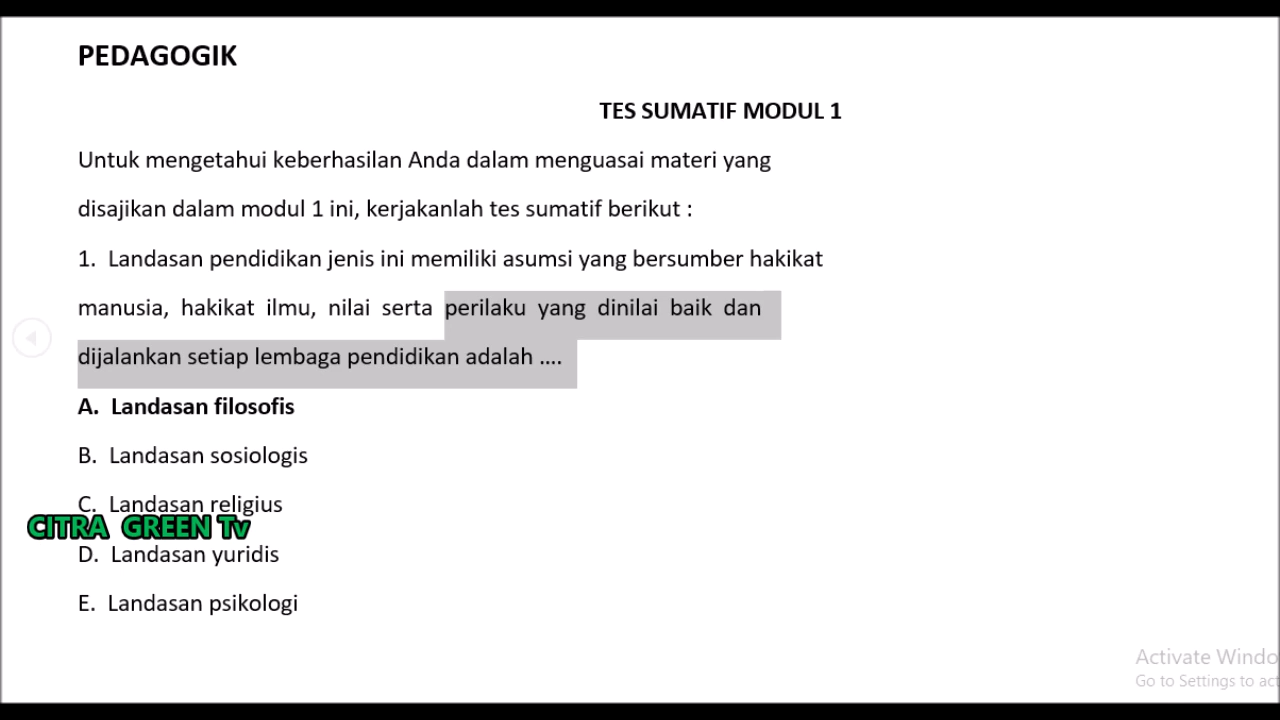 PEDAGOGIK
TES SUMATIF MODUL 1
Untuk mengetahui keberhasilan Anda dalam menguasai materi yang
disajikan dalam modul 1 ini, kerjakanlah tes sumatif berikut :
1. Landasan pendidikan jenis ini memiliki asumsi yang bersumber hakikat
manusia, hakikat ilmu, nilai serta perilaku yang dinilai baik dan
dijalankan setiap lembaga pendidikan adalah ....
A. Landasan filosofis
B. Landasan sosiologis
C. Landasan religius
CITRA GREEN Tv
D. Landasan yuridis
E. Landasan psikologi
Activate Windo
Go to Settings to act